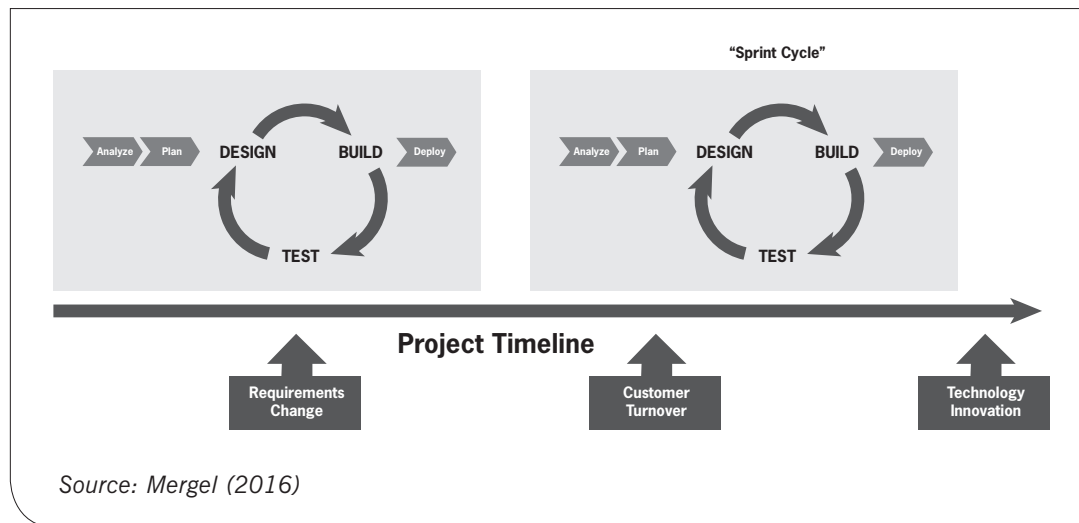 “Sprint Cycle”
Analyze
Plan
DESIGN
BUILD
Deploy
TEST
Analyze
Plan
DESIGN
BUILD
Deploy
TEST
Project Timeline
Requirements
Change
Customer
Turnover
Technology
Innovation
Source: Mergel (2016)